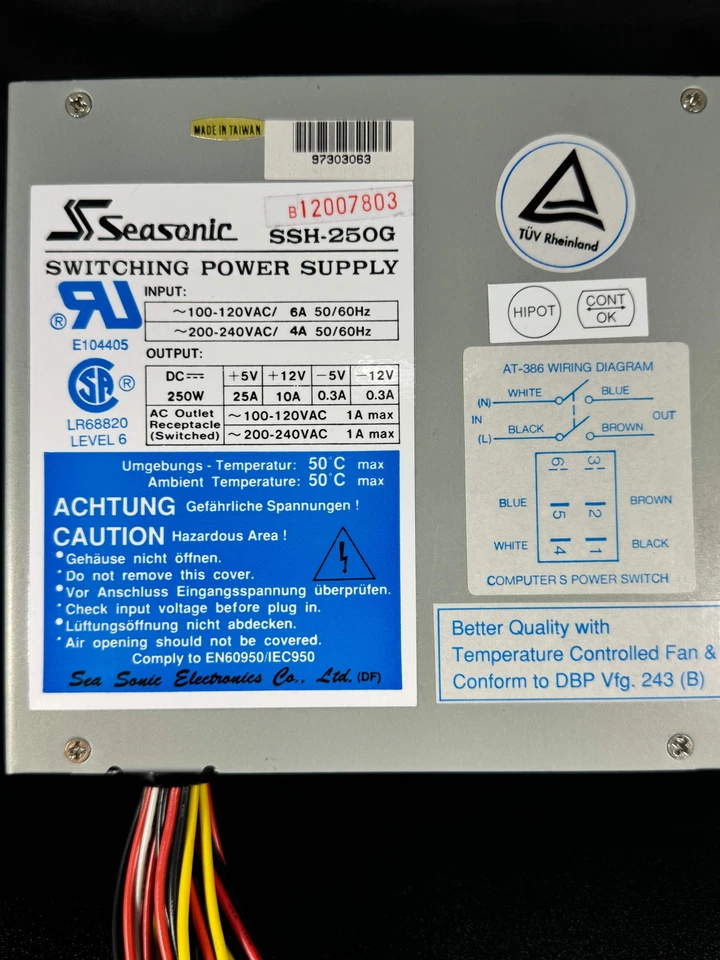 MADE IN TAIWAN
97303063
B12007803
Seasonic SSH-250G
SWITCHING POWER SUPPLY
RU ®
E104405
SA ®
LR68820
LEVEL 6
INPUT:
~100-120VAC/ 6A 50/60Hz
~200-240VAC/ 4A 50/60Hz
OUTPUT:
DC⎓ +5V +12V -5V -12V
250W 25A 10A 0.3A 0.3A
AC Outlet
Receptacle
(Switched)
~100-120VAC 1A max
~200-240VAC 1A max
Umgebungs - Temperatur: 50°C max
Ambient Temperature: 50°C max
ACHTUNG Gefährliche Spannungen !
CAUTION Hazardous Area !
• Gehäuse nicht öffnen.
• Do not remove this cover.
• Vor Anschluss Eingangsspannung überprüfen.
• Check input voltage before plug in.
• Lüftungsöffnung nicht abdecken.
• Air opening should not be covered.
Comply to EN60950/IEC950
Sea Sonic Electronics Co., Ltd. (DF)
TÜV Rheinland
HIPOT
CONT
OK
AT-386 WIRING DIAGRAM
(N) WHITE BLUE
IN OUT
(L) BLACK BROWN
6 3
BLUE 5 2 BROWN
WHITE 4 1 BLACK
COMPUTER S POWER SWITCH
Better Quality with
Temperature Controlled Fan &
Conform to DBP Vfg. 243 (B)